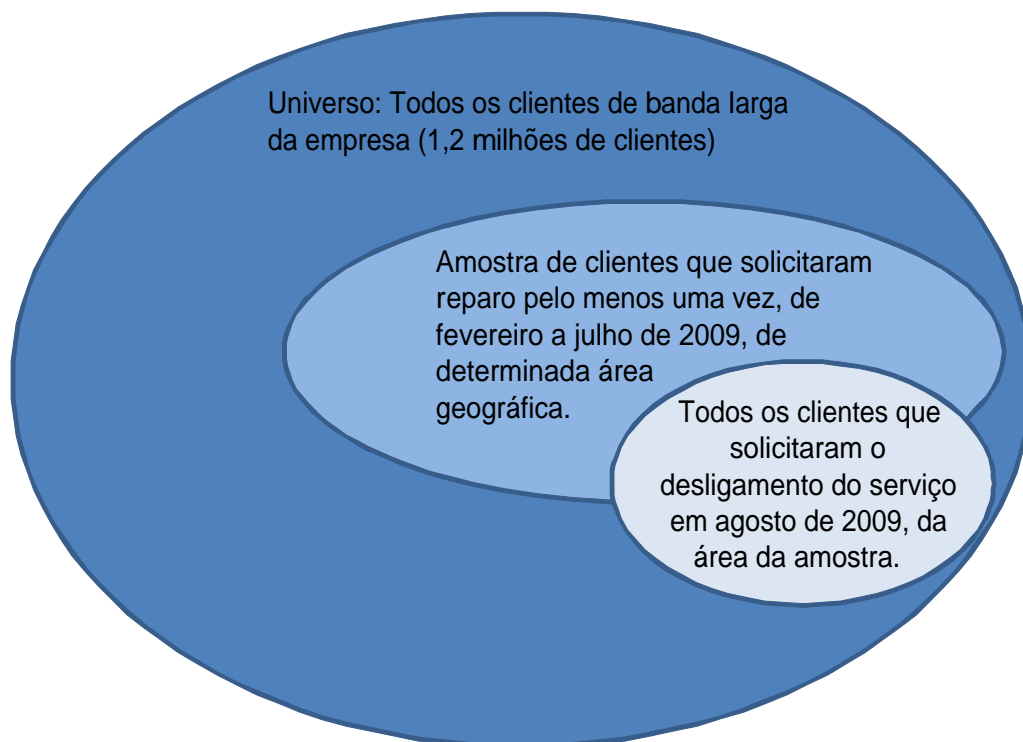 Universo: Todos os clientes de banda larga
da empresa (1,2 milhões de clientes)
Amostra de clientes que solicitaram
reparo pelo menos uma vez, de
fevereiro a julho de 2009, de
determinada área
geográfica.
Todos os clientes que
solicitaram o
desligamento do serviço
em agosto de 2009, da
área da amostra.